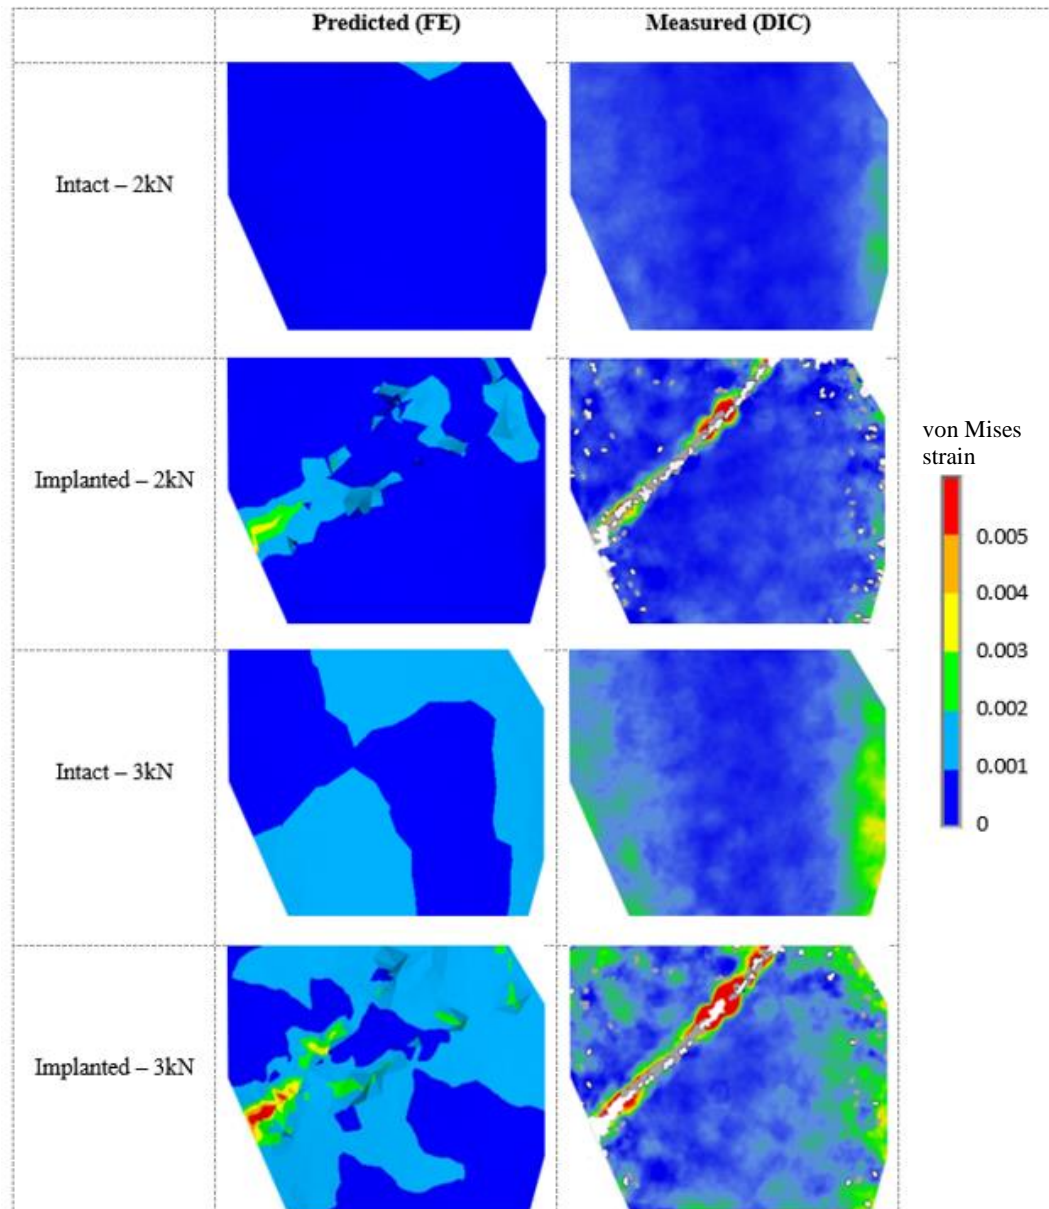 Predicted (FE)
Measured (DIC)
Intact – 2kN
Implanted – 2kN
Intact – 3kN
Implanted – 3kN
von Mises
strain
0.005
0.004
0.003
0.002
0.001
0